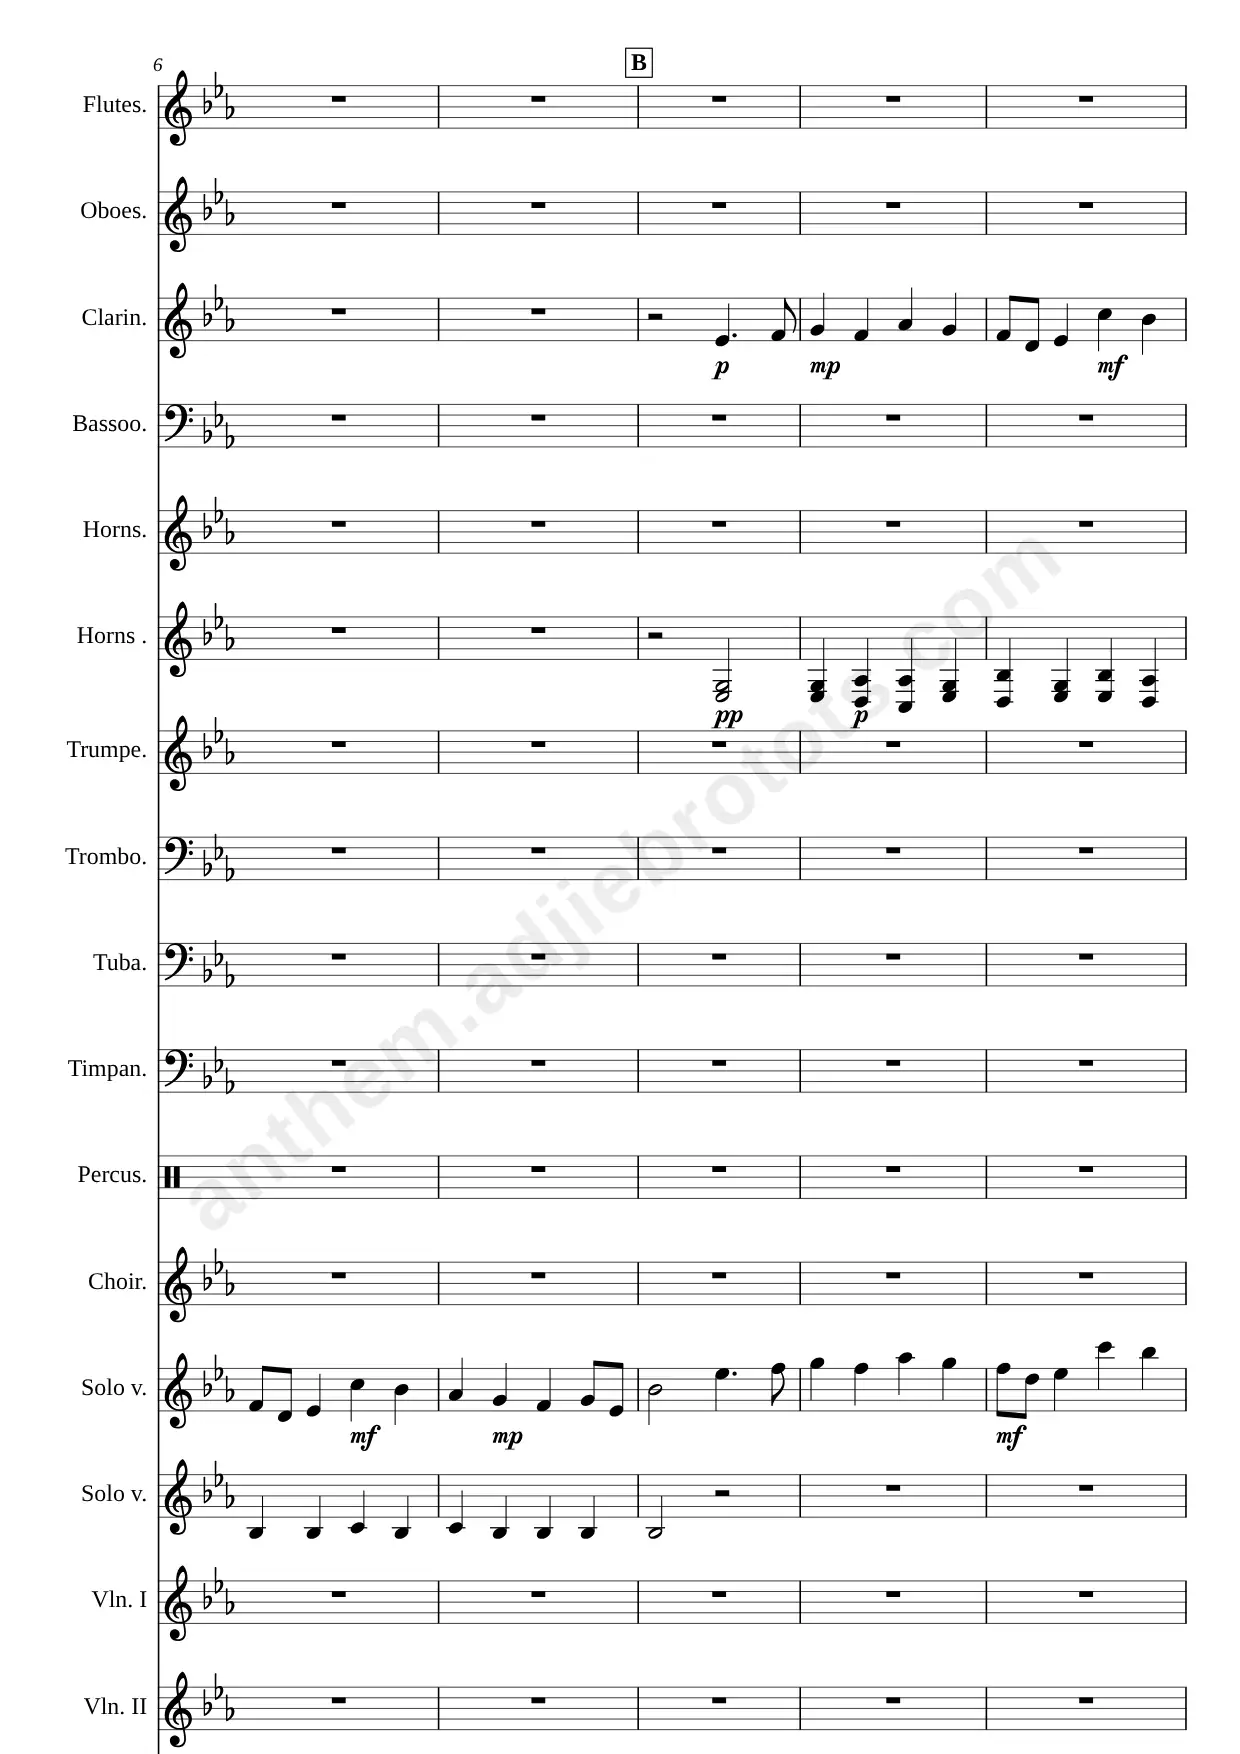 6
B
Flutes.
Oboes.
Clarin.
p mp mf
Bassoo.
Horns.
Horns .
pp p
Trumpe.
Trombo.
Tuba.
Timpan.
Percus.
Choir.
Solo v.
mf mp mf
Solo v.
Vln. I
Vln. II
anthem.adjiebrotots.com